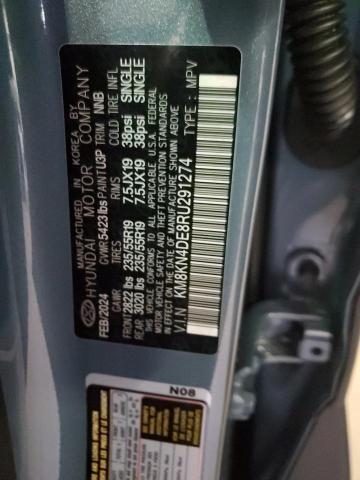 MANUFACTURED IN KOREA BY
HYUNDAI MOTOR COMPANY
FEB/2024 GVWR 5423 lbs PAINT U3P TRIM NNB
GAWR TIRES RIMS COLD TIRE INFL
FRONT 2822 lbs 235/55R19 7.5JX19 38psi SINGLE
REAR 3020 lbs 235/55R19 7.5JX19 38psi SINGLE
THIS VEHICLE CONFORMS TO ALL APPLICABLE U.S.A. FEDERAL
MOTOR VEHICLE SAFETY AND THEFT PREVENTION STANDARDS
IN EFFECT ON THE DATE OF MANUFACTURE SHOWN ABOVE.
V.I.N : KM8KN4DE8RU291274 TYPE : MPV
N08